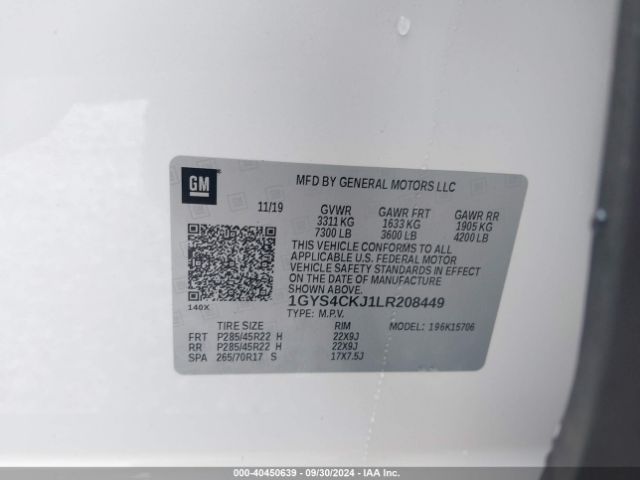 GM
MFD BY GENERAL MOTORS LLC
11/19 GVWR GAWR FRT GAWR RR
3311 KG 1633 KG 1905 KG
7300 LB 3600 LB 4200 LB
THIS VEHICLE CONFORMS TO ALL
APPLICABLE U.S. FEDERAL MOTOR
VEHICLE SAFETY STANDARDS IN EFFECT
ON THE DATE OF MANUFACTURE
SHOWN ABOVE.
140X
1GYS4CKJ1LR208449
TYPE: M.P.V.
TIRE SIZE RIM MODEL: 196K15706
FRT P285/45R22 H 22X9J
RR P285/45R22 H 22X9J
SPA 265/70R17 S 17X7.5J
000-40450639 - 09/30/2024 - IAA Inc.